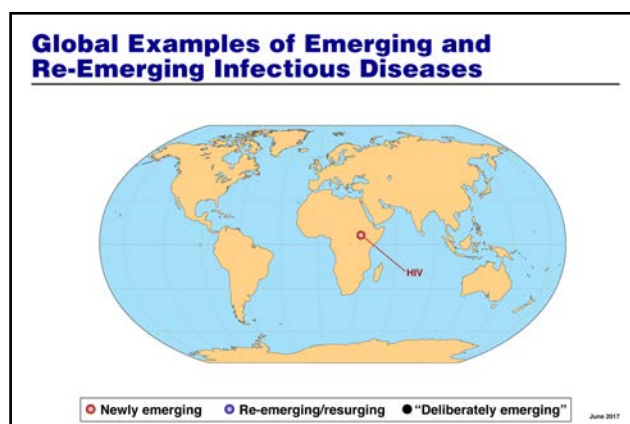 Global Examples of Emerging and
Re-Emerging Infectious Diseases
HIV
Newly emerging Re-emerging/resurging "Deliberately emerging"
June 2017